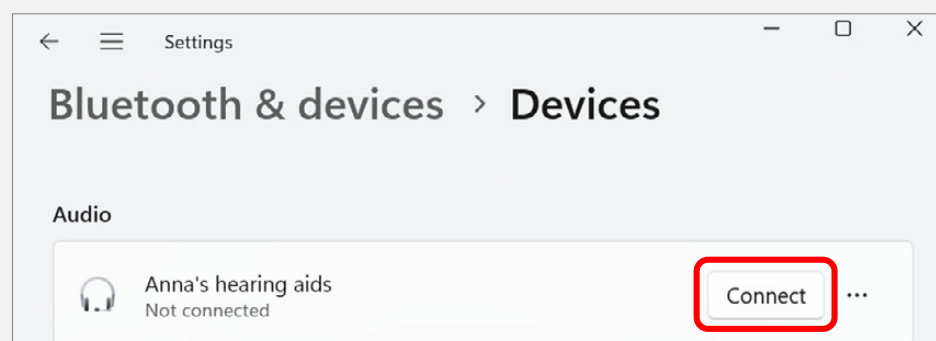 Settings
Bluetooth & devices > Devices
Audio
Anna's hearing aids
Not connected
Connect